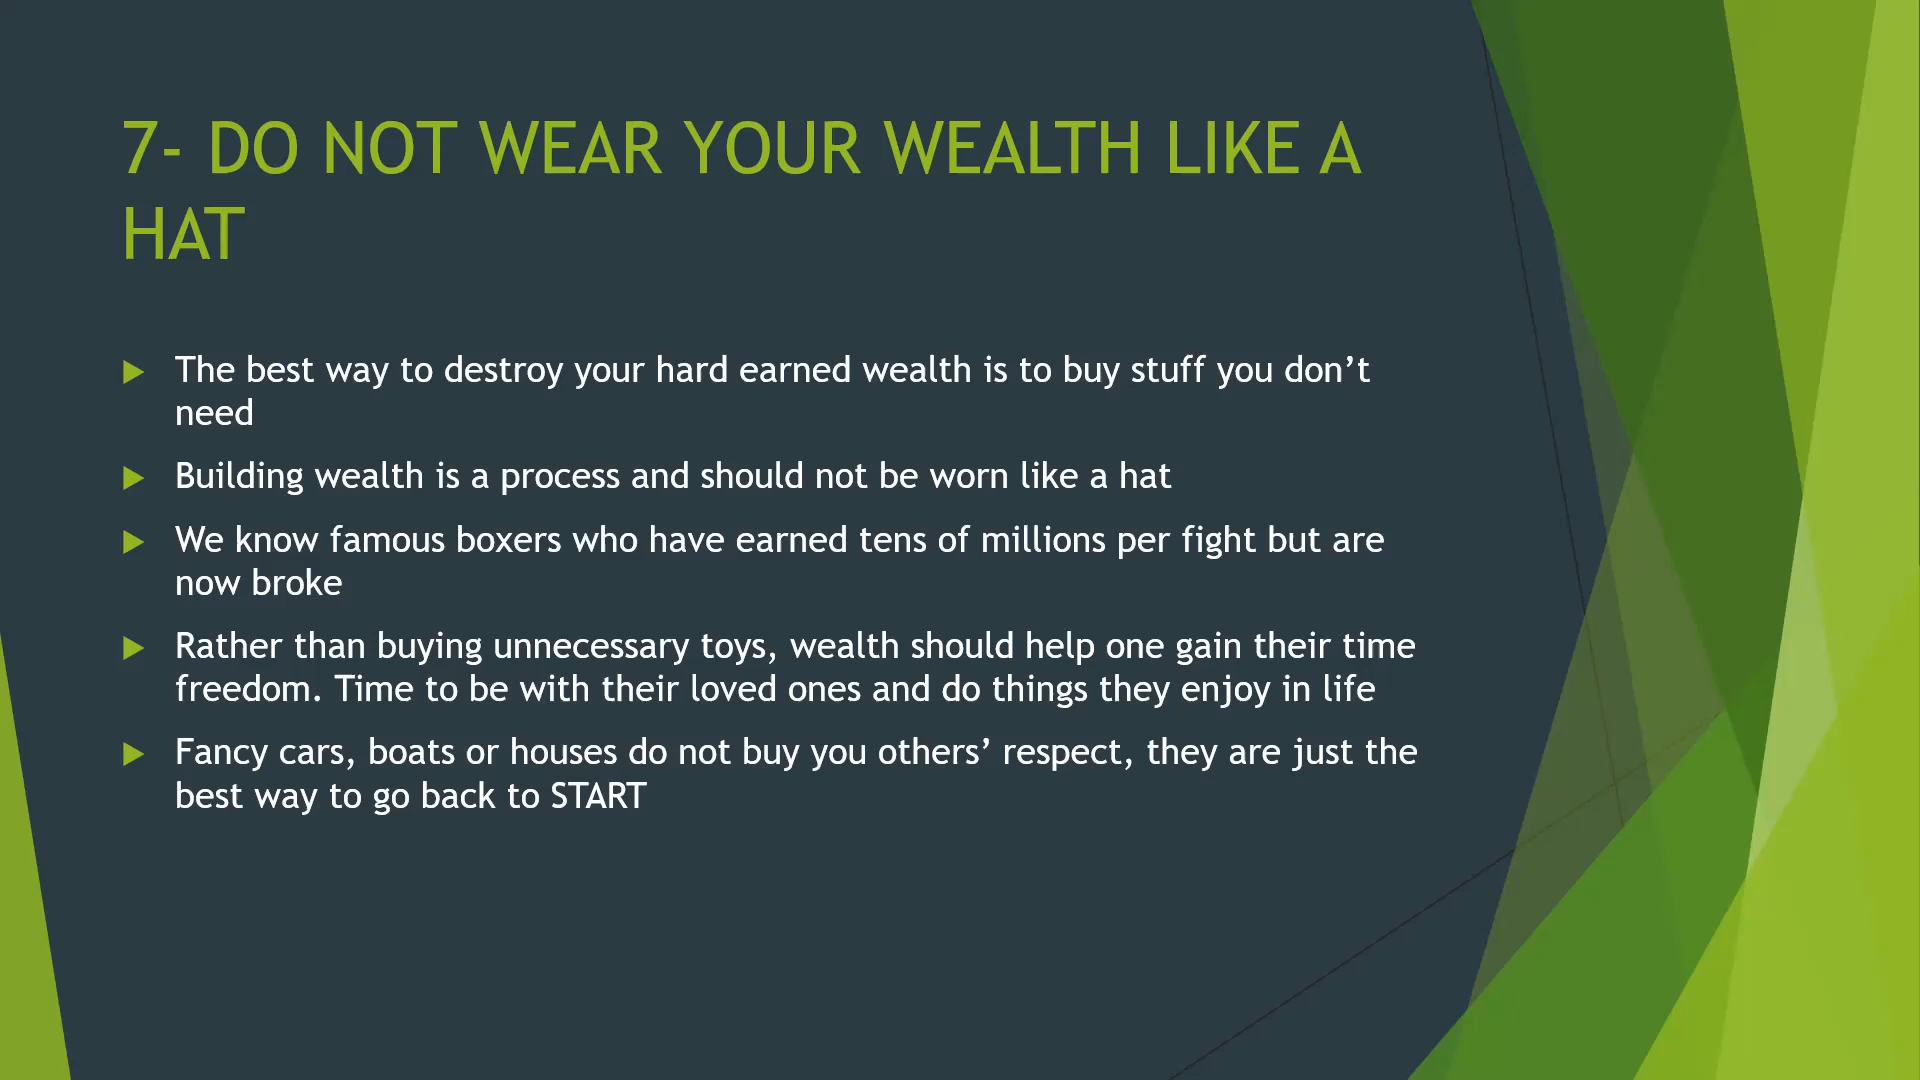 7- DO NOT WEAR YOUR WEALTH LIKE A
HAT
The best way to destroy your hard earned wealth is to buy stuff you don’t
need
Building wealth is a process and should not be worn like a hat
We know famous boxers who have earned tens of millions per fight but are
now broke
Rather than buying unnecessary toys, wealth should help one gain their time
freedom. Time to be with their loved ones and do things they enjoy in life
Fancy cars, boats or houses do not buy you others’ respect, they are just the
best way to go back to START